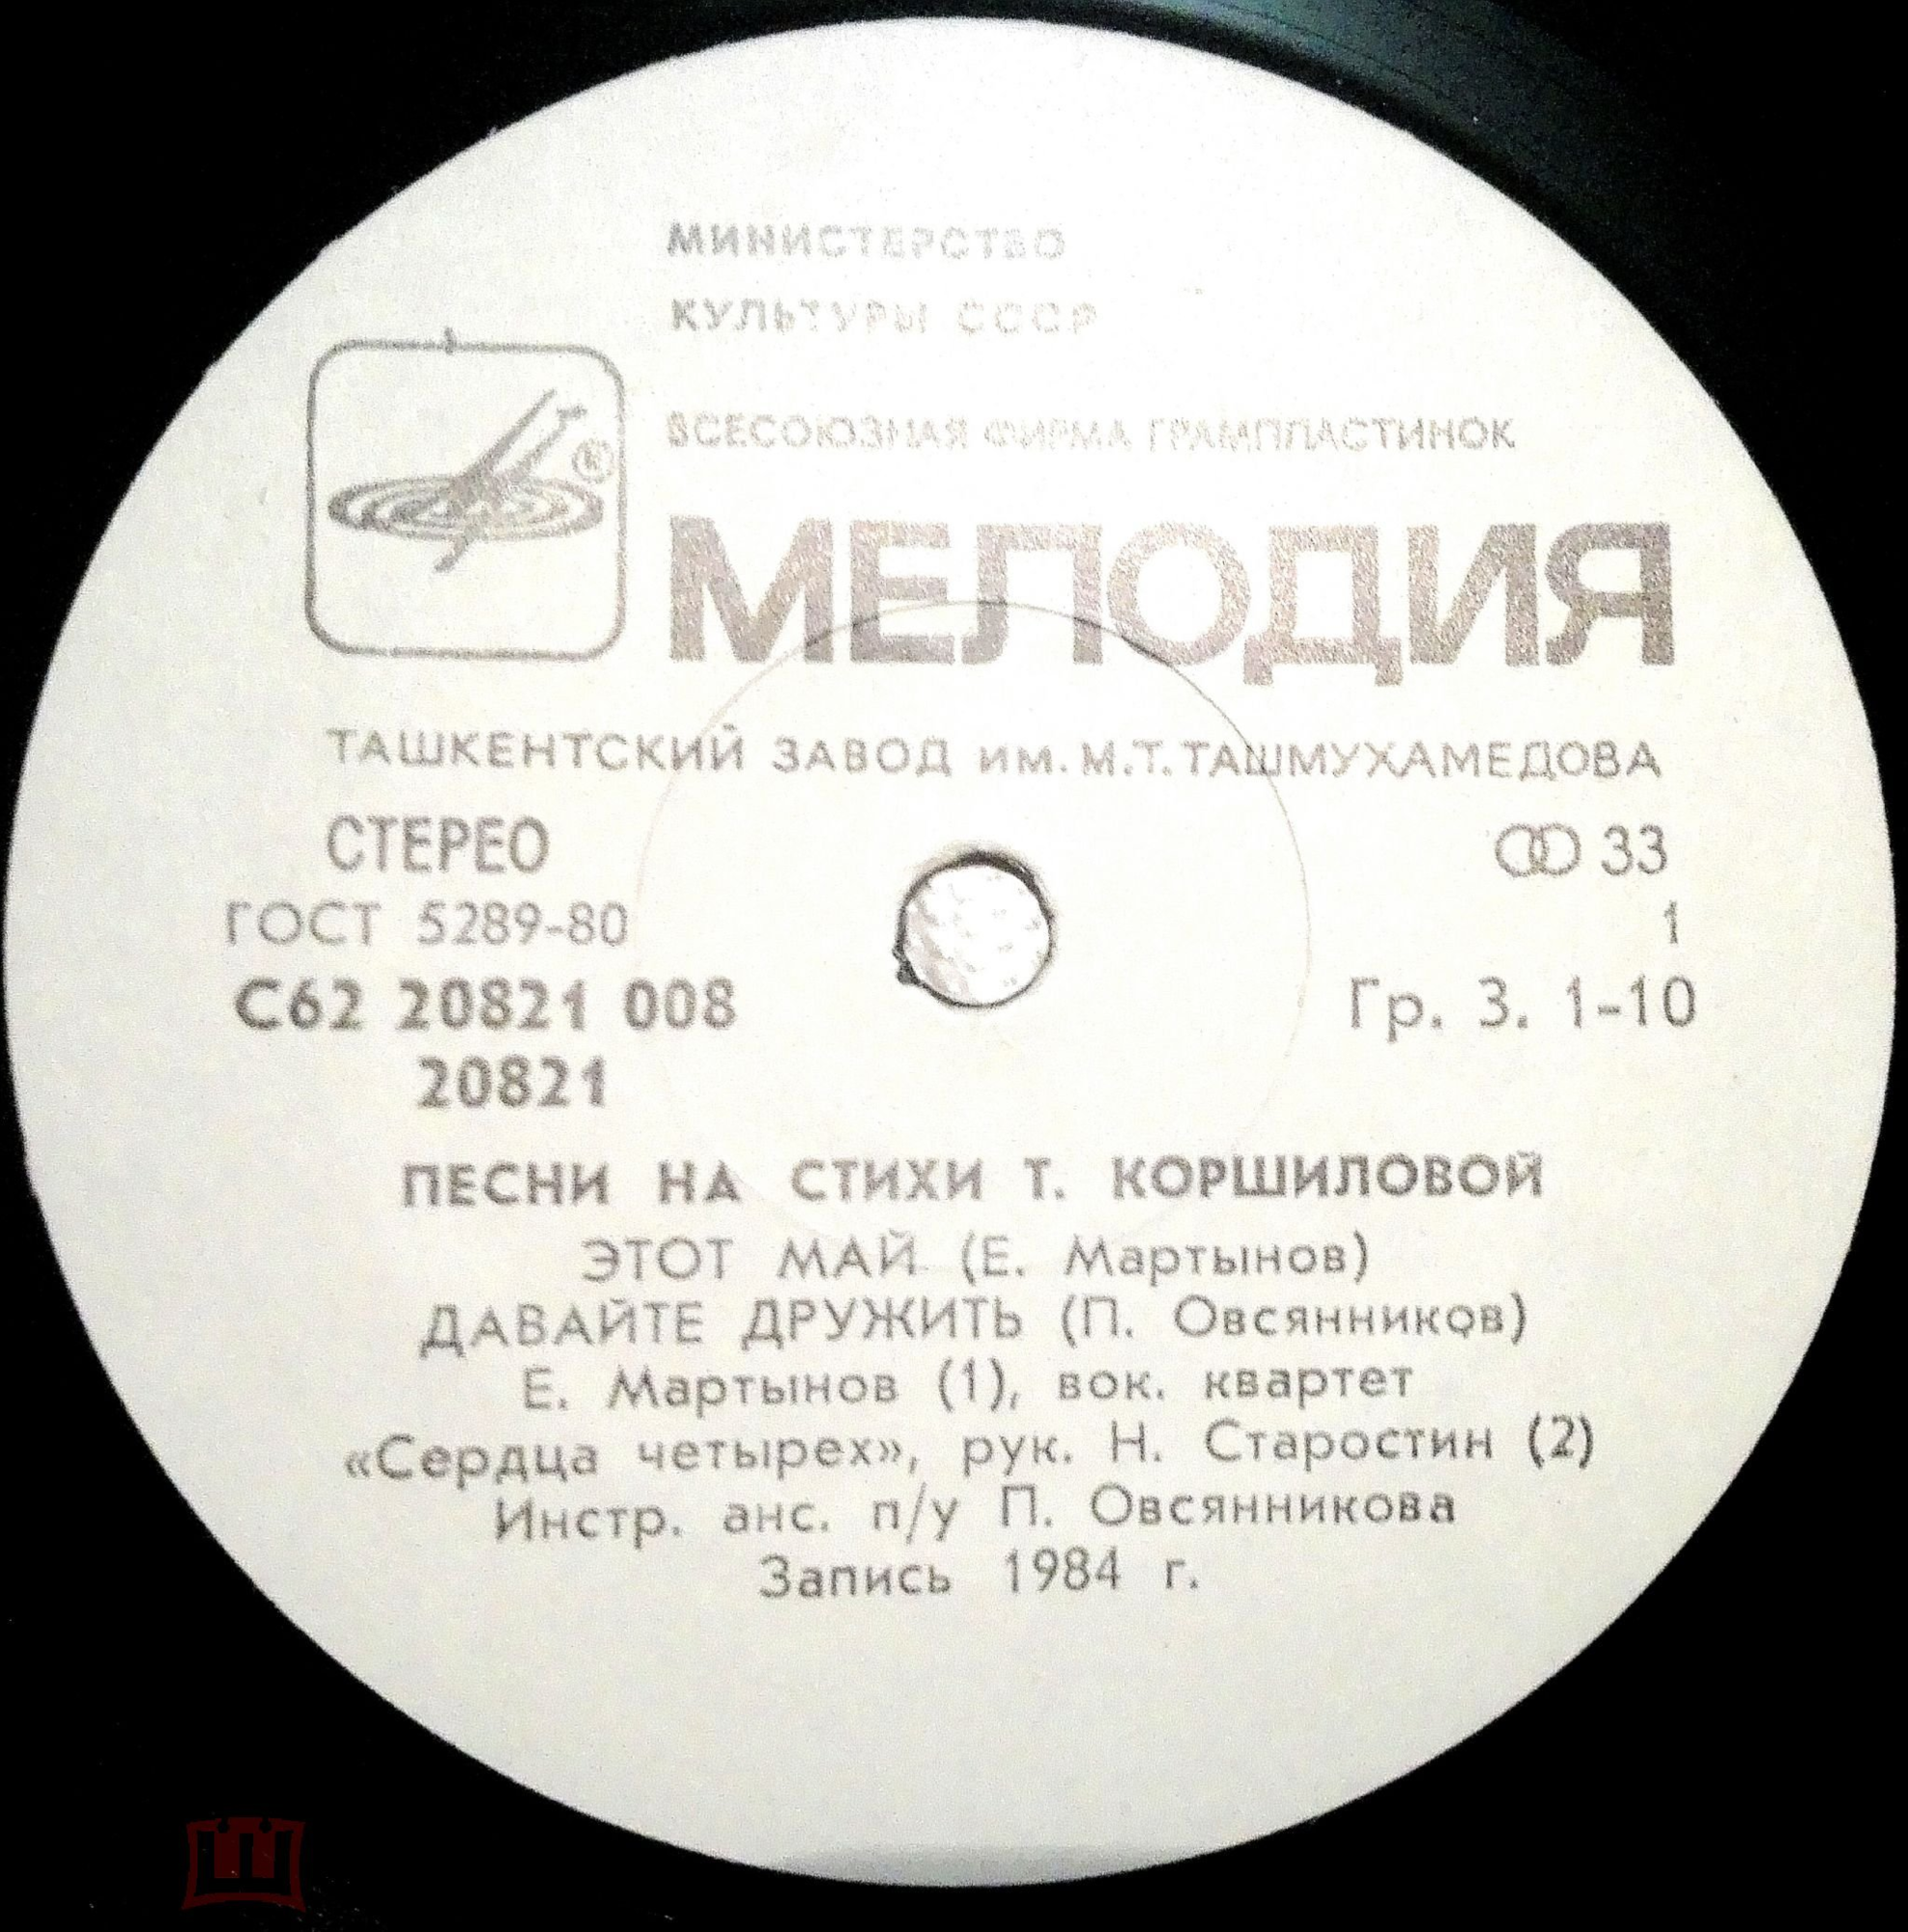 МИНИСТЕРСТВО
КУЛЬТУРЫ СССР
ВСЕСОЮЗНАЯ ФИРМА ГРАМПЛАСТИНОК
®
МЕЛОДИЯ
ТАШКЕНТСКИЙ ЗАВОД им. М.Т. ТАШМУХАМЕДОВА
СТЕРЕО
33
ГОСТ 5289-80
1
С62 20821 008
Гр. 3. 1-10
20821
ПЕСНИ НА СТИХИ Т. КОРШИЛОВОЙ
ЭТОТ МАЙ (Е. Мартынов)
ДАВАЙТЕ ДРУЖИТЬ (П. Овсянников)
Е. Мартынов (1), вок. квартет
«Сердца четырех», рук. Н. Старостин (2)
Инстр. анс. п/у П. Овсянникова
Запись 1984 г.
Ш